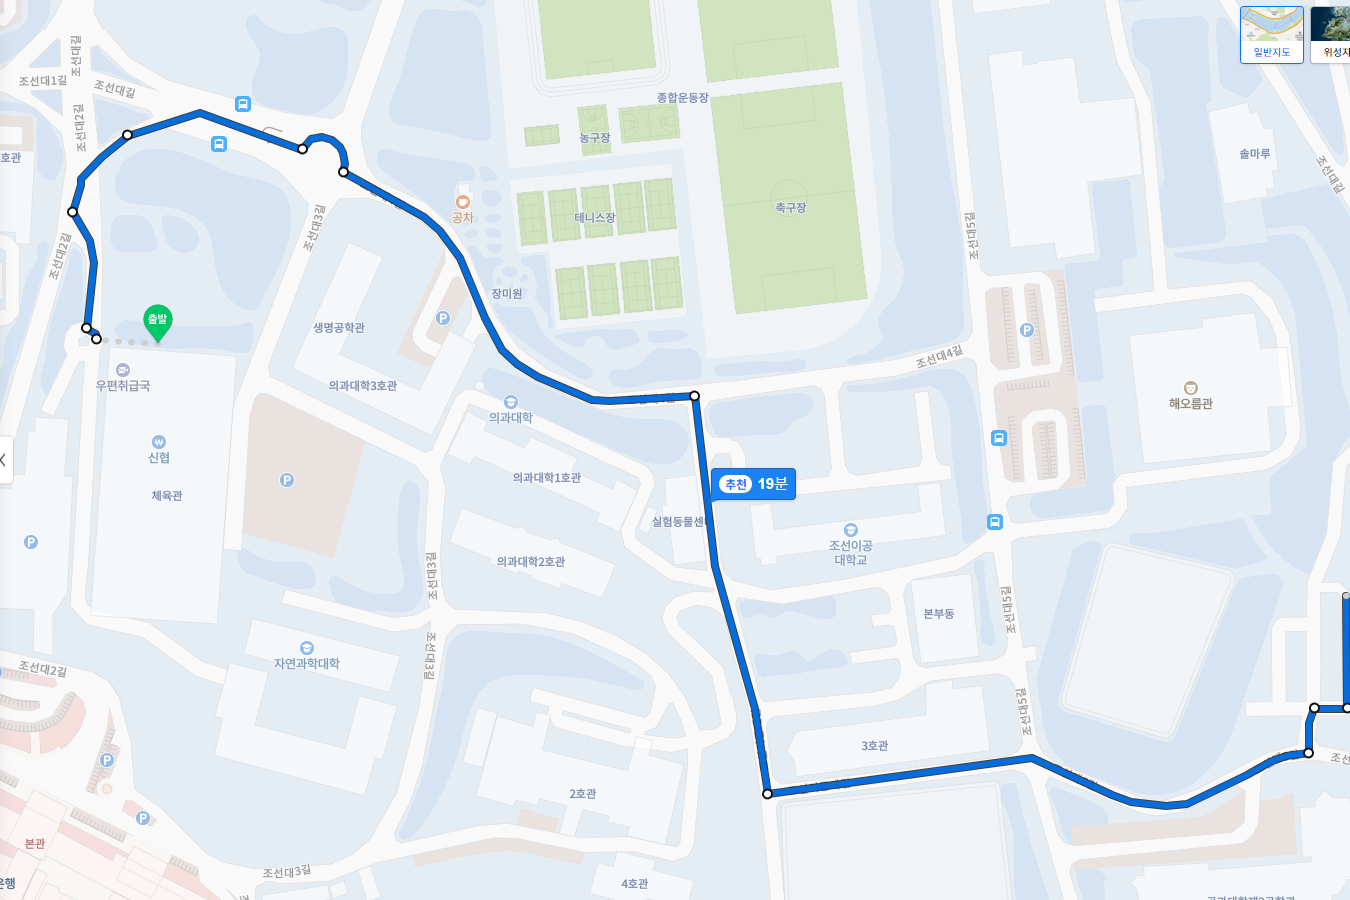 일반지도
위성지
조선대길
조선대1길
조선대길
조선대2길
종합운동장
농구장
호관
솔마루
조선대길
공차
테니스장
축구장
조선대2길
조선대3길
조선대5길
장미원
출발
생명공학관
조선대4길
우편취급국
의과대학3호관
해오름관
의과대학
신협
체육관
의과대학1호관
추천 19분
실험동물센
조선이공
대학교
의과대학2호관
조선대3길
조선대5길
본부동
조선대3길
자연과학대학
조선대2길
조선대5길
3호관
2호관
본관
조선대3길
은행
4호관